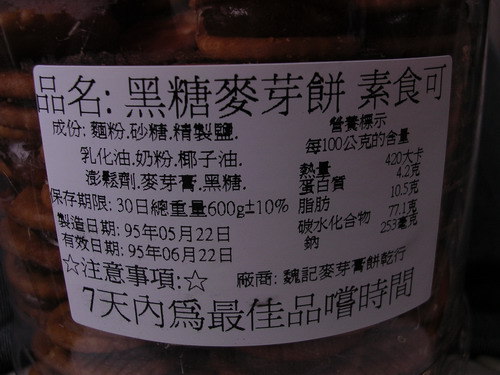 品名: 黑糖麥芽餅 素食可
成份: 麵粉.砂糖.精製鹽.
乳化油.奶粉.椰子油.
澎鬆劑.麥芽膏.黑糖.
保存期限: 30日總重量600g±10%
製造日期: 95年05月22日
有效日期: 95年06月22日
營養標示
每100公克的含量
熱量 420大卡
蛋白質 4.2克
脂肪 10.5克
碳水化合物 77.1克
鈉 253毫克
☆注意事項:☆
廠商: 魏記麥芽膏餅乾行
7天內為最佳品嚐時間